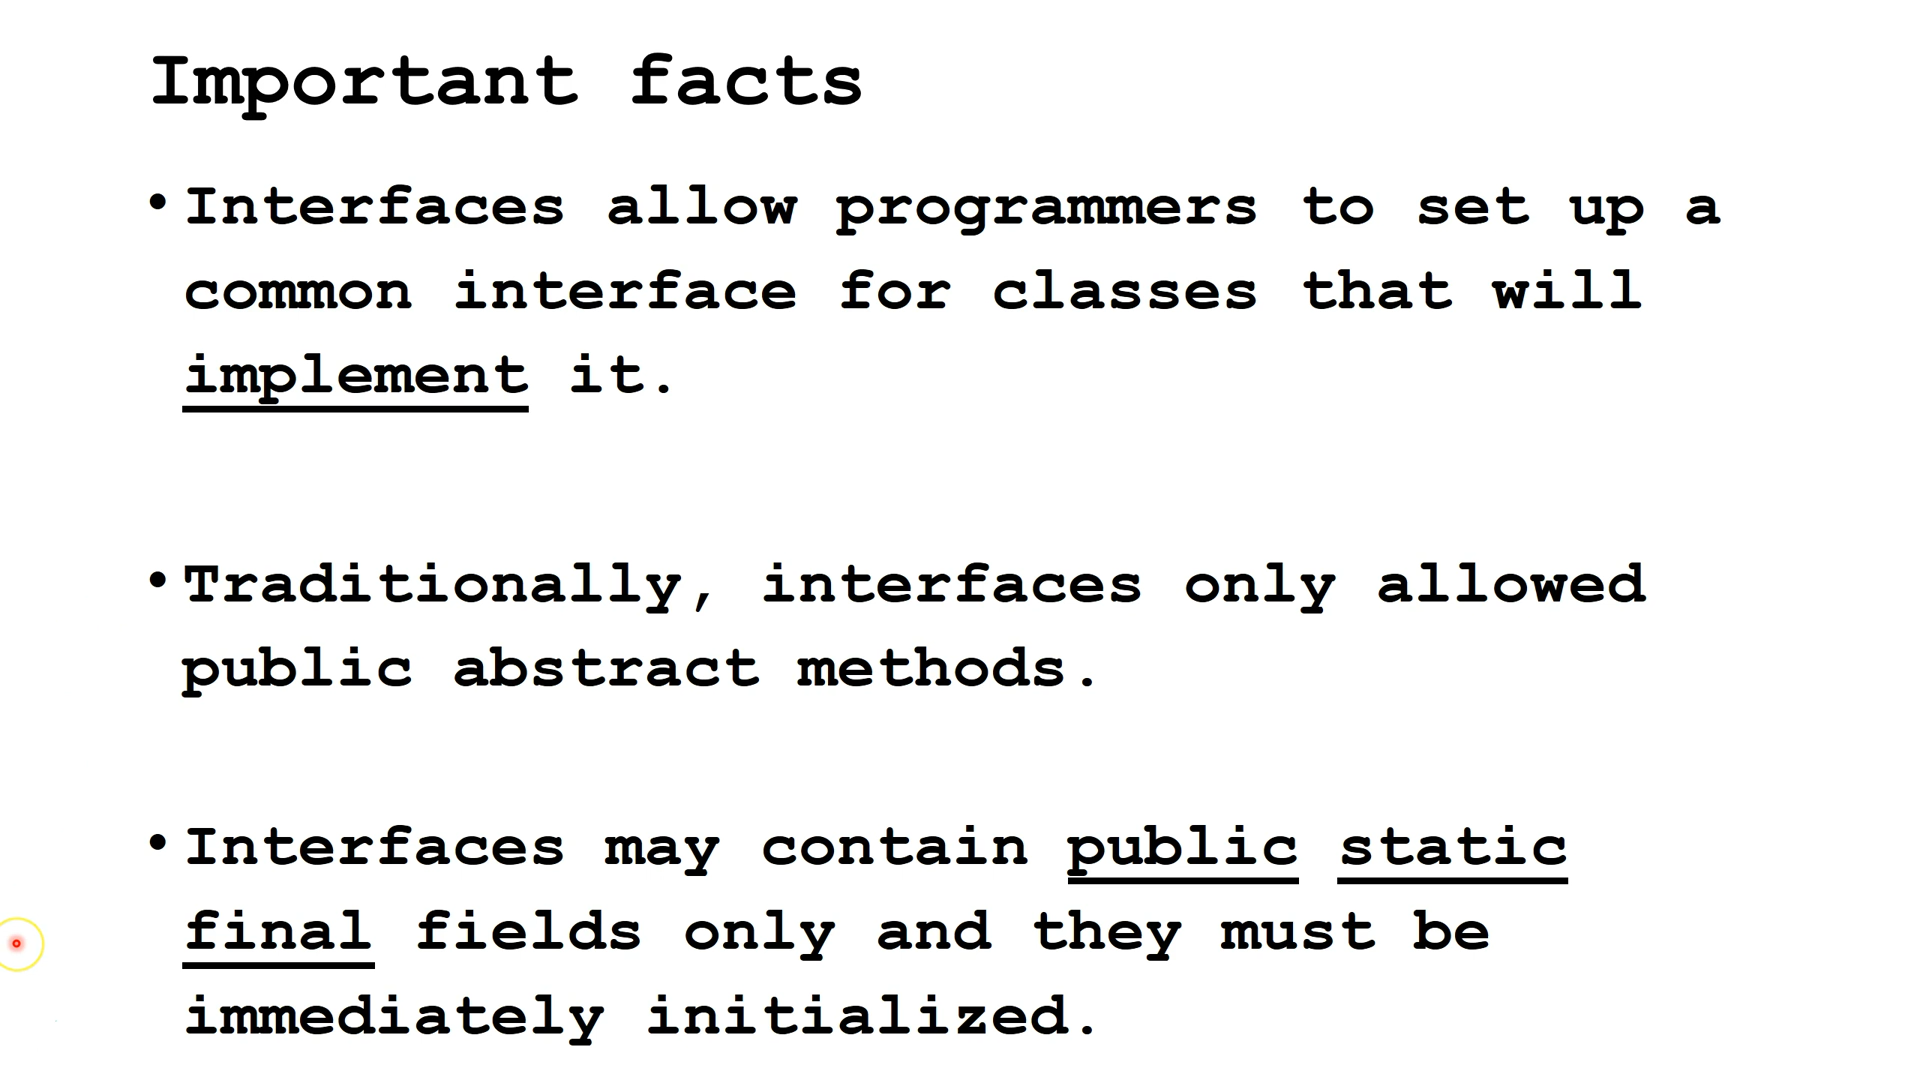 Important facts
• Interfaces allow programmers to set up a
common interface for classes that will
implement it.
• Traditionally, interfaces only allowed
public abstract methods.
• Interfaces may contain public static
final fields only and they must be
immediately initialized.